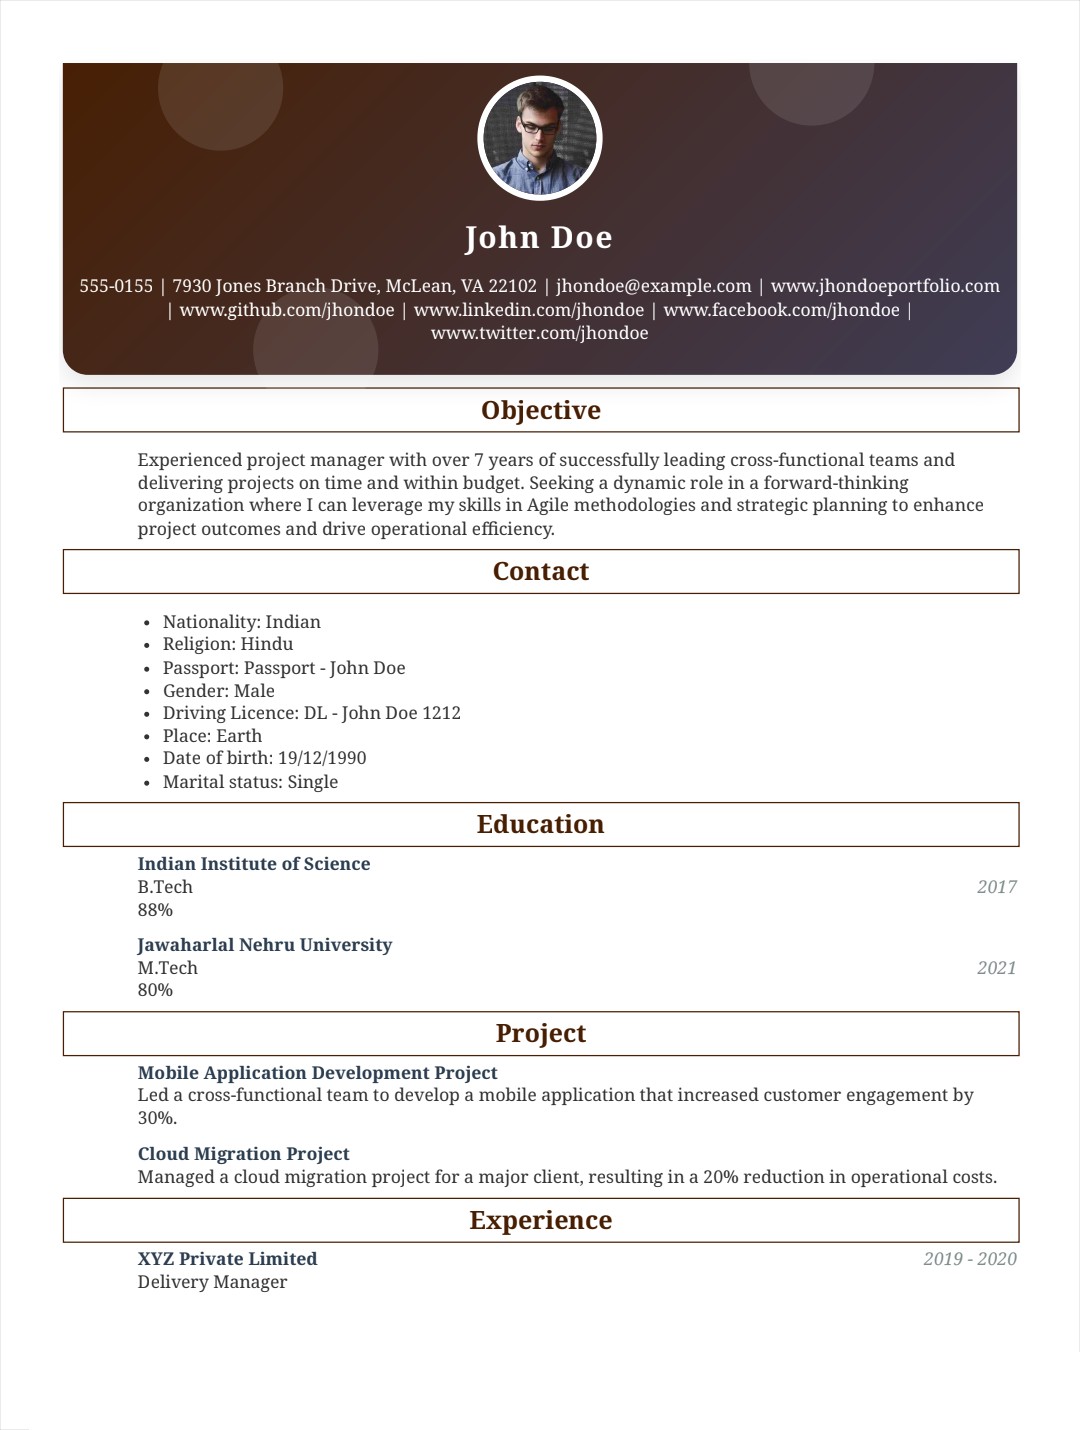 John Doe
555-0155 | 7930 Jones Branch Drive, McLean, VA 22102 | jhondoe@example.com | www.jhondoeportfolio.com
| www.github.com/jhondoe | www.linkedin.com/jhondoe | www.facebook.com/jhondoe |
www.twitter.com/jhondoe
Objective
Experienced project manager with over 7 years of successfully leading cross-functional teams and
delivering projects on time and within budget. Seeking a dynamic role in a forward-thinking
organization where I can leverage my skills in Agile methodologies and strategic planning to enhance
project outcomes and drive operational efficiency.
Contact
• Nationality: Indian
• Religion: Hindu
• Passport: Passport - John Doe
• Gender: Male
• Driving Licence: DL - John Doe 1212
• Place: Earth
• Date of birth: 19/12/1990
• Marital status: Single
Education
Indian Institute of Science
B.Tech 2017
88%
Jawaharlal Nehru University
M.Tech 2021
80%
Project
Mobile Application Development Project
Led a cross-functional team to develop a mobile application that increased customer engagement by
30%.
Cloud Migration Project
Managed a cloud migration project for a major client, resulting in a 20% reduction in operational costs.
Experience
XYZ Private Limited 2019 - 2020
Delivery Manager